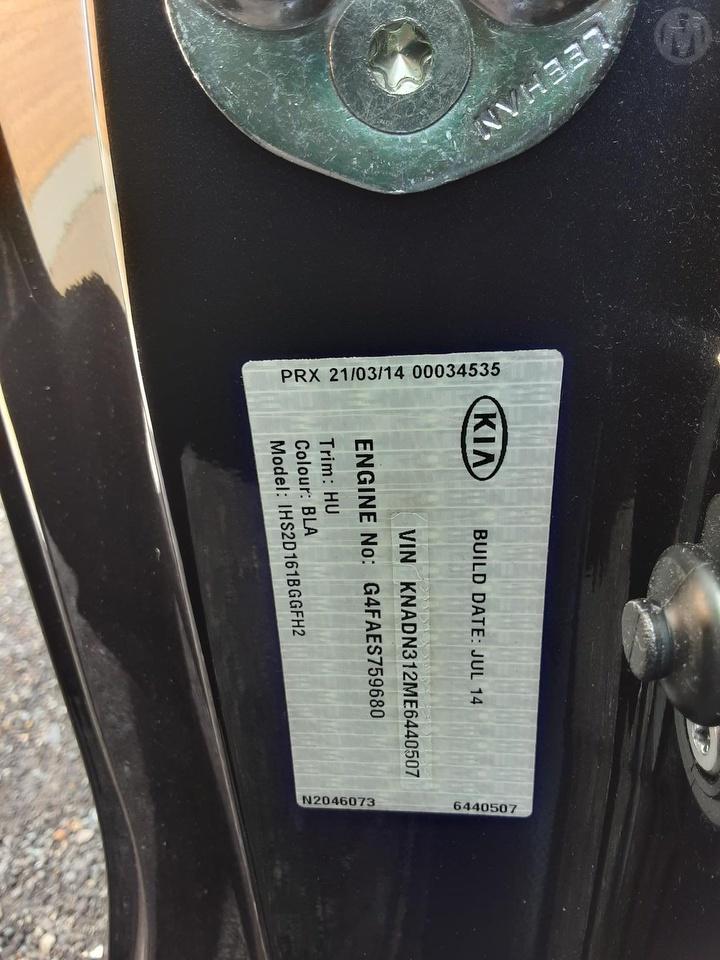 LEEHAN
PRX 21/03/14 00034535
KIA
BUILD DATE: JUL 14
VIN KNADN312ME6440507
ENGINE No: G4FAES759680
Trim: HU
Colour: BLA
Model: IHS2D161BGGFH2
N2046073
6440507
M